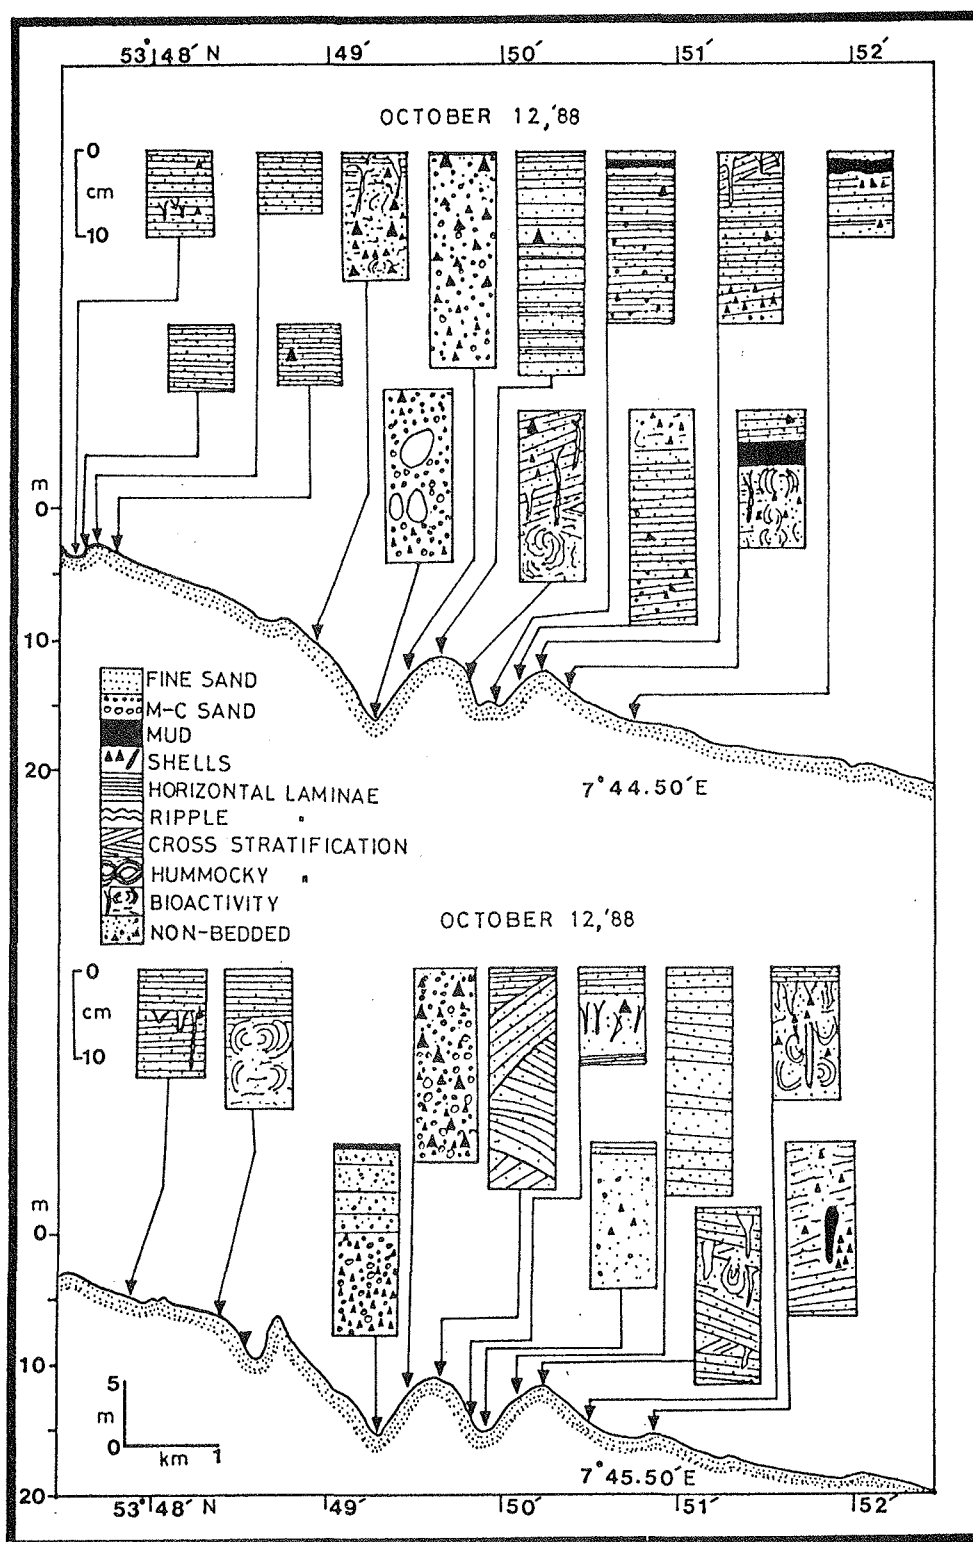 53°48′ N 49′ 50′ 51′ 52′
OCTOBER 12,'88
0
cm
10
m
0
10
20
FINE SAND
M-C SAND
MUD
SHELLS
HORIZONTAL LAMINAE
RIPPLE "
CROSS STRATIFICATION
HUMMOCKY "
BIOACTIVITY
NON-BEDDED
7°44.50′E
OCTOBER 12,'88
0
cm
10
m
0
10
20
5
m
0
km 1
7°45.50′E
53°48′ N 49′ 50′ 51′ 52′